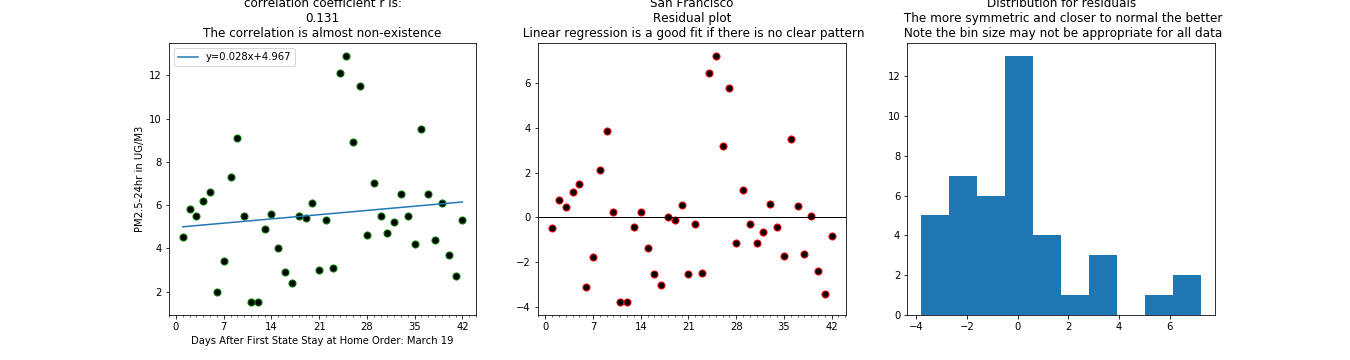 correlation coefficient r is:
0.131
The correlation is almost non-existence
y=0.028x+4.967
PM2.5-24hr in UG/M3
12
10
8
6
4
2
0 7 14 21 28 35 42
Days After First State Stay at Home Order: March 19
San Francisco
Residual plot
Linear regression is a good fit if there is no clear pattern
6
4
2
0
−2
−4
0 7 14 21 28 35 42
Distribution for residuals
The more symmetric and closer to normal the better
Note the bin size may not be appropriate for all data
12
10
8
6
4
2
0
−4 −2 0 2 4 6